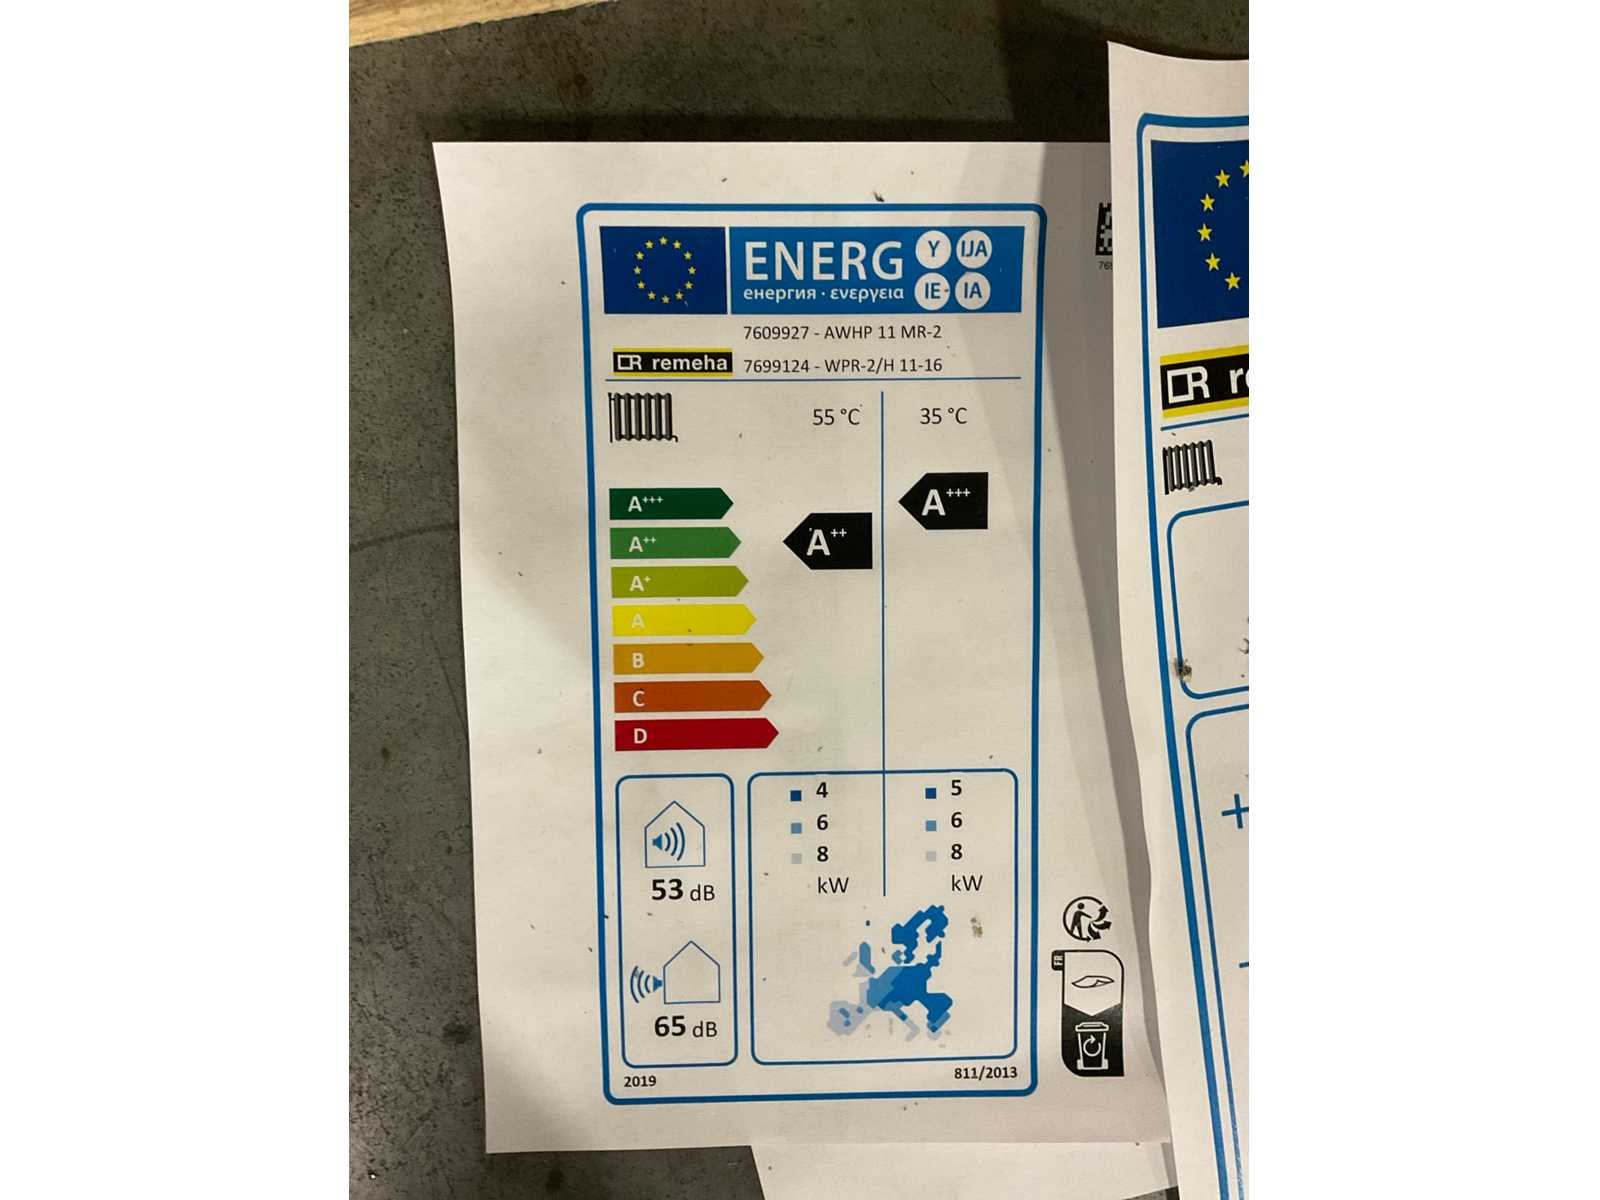 ENERG Y IJA
енергия · ενεργεια IE IA
7609927 - AWHP 11 MR-2
remeha 7699124 - WPR-2/H 11-16
55 °C 35 °C
A+++ A+++
A++ A++
A+
A
B
C
D
4 5
6 6
8 8
kW kW
53 dB
65 dB
2019 811/2013
FR